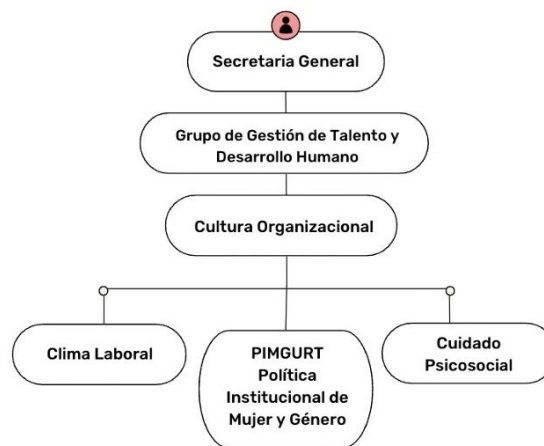 Secretaria General
Grupo de Gestión de Talento y
Desarrollo Humano
Cultura Organizacional
Clima Laboral
PIMGURT
Política
Institucional de
Mujer y Género
Cuidado
Psicosocial